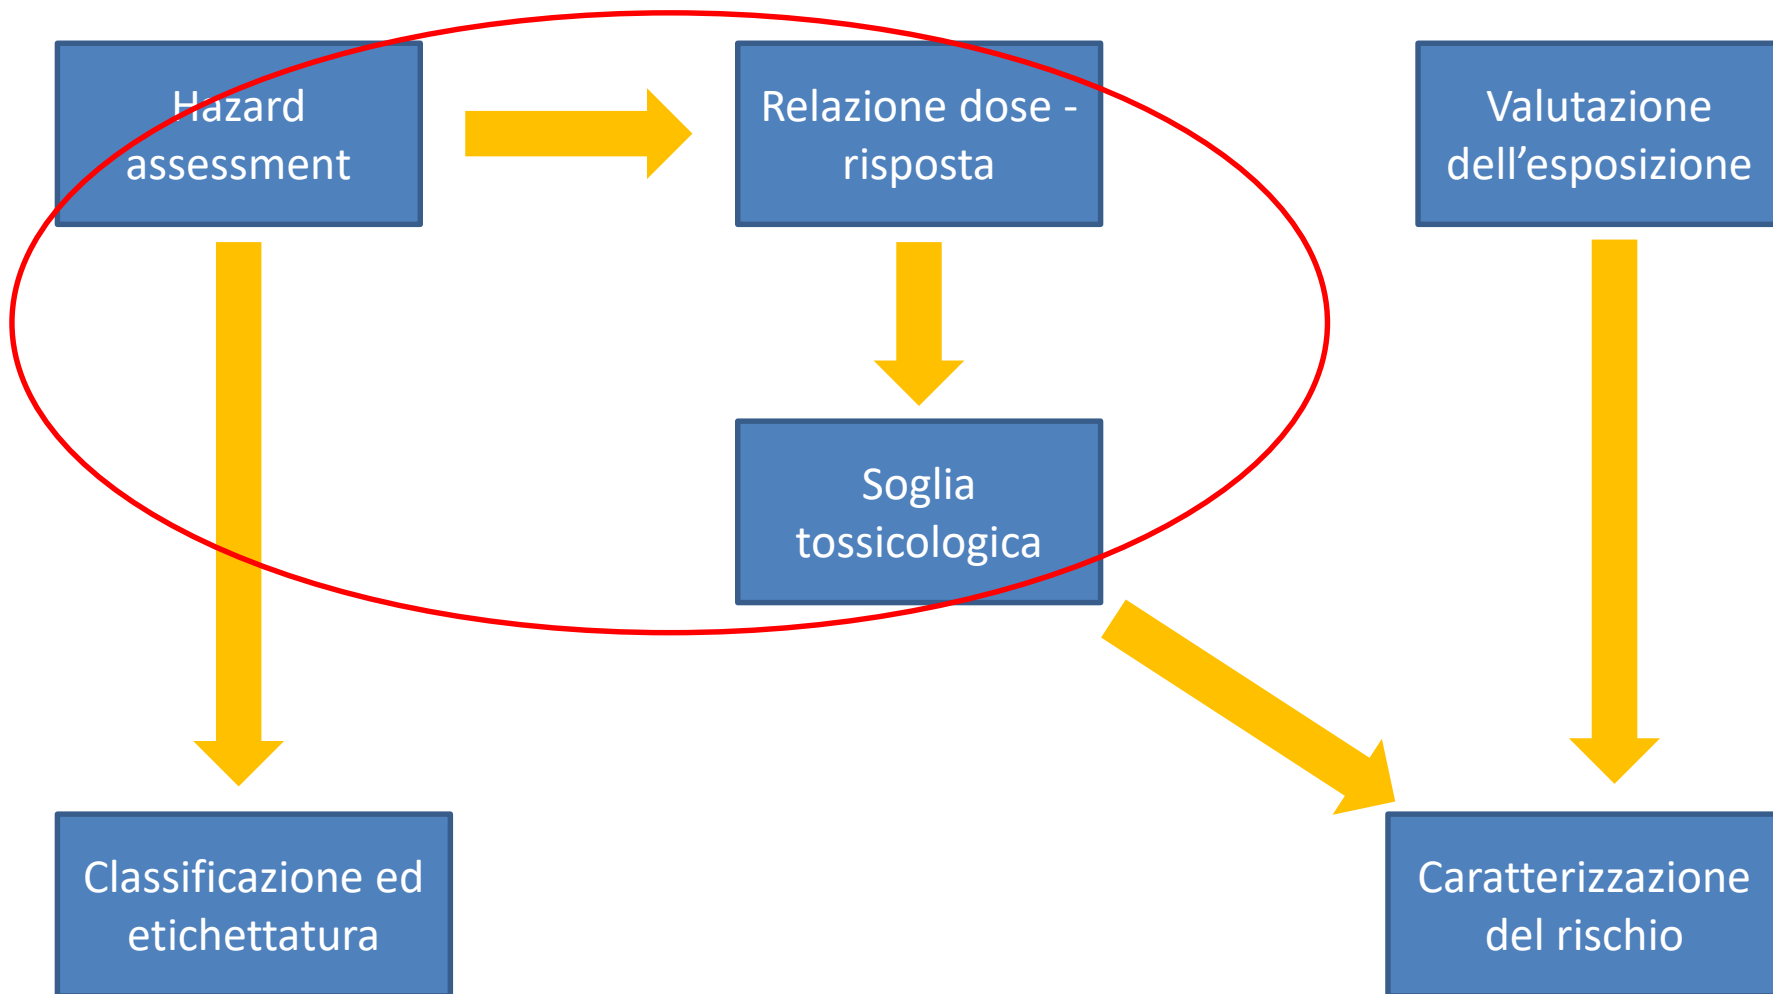 Hazard
assessment
Relazione dose -
risposta
Valutazione
dell’esposizione
Soglia
tossicologica
Classificazione ed
etichettatura
Caratterizzazione
del rischio